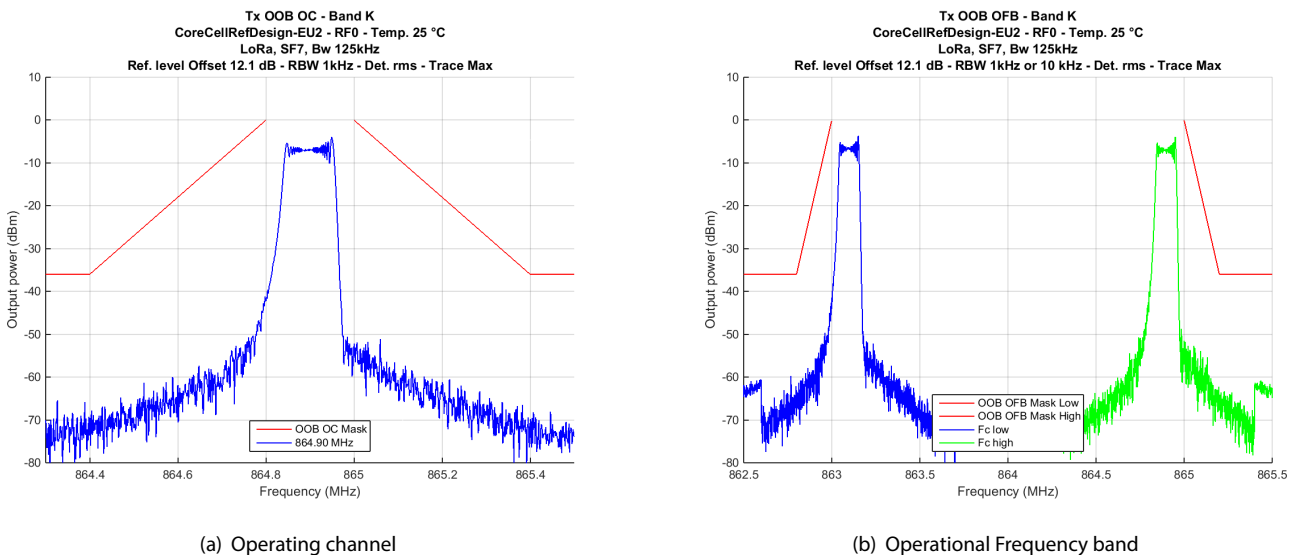 Tx OOB OC - Band K
CoreCellRefDesign-EU2 - RF0 - Temp. 25 °C
LoRa, SF7, Bw 125kHz
Ref. level Offset 12.1 dB - RBW 1kHz - Det. rms - Trace Max
10
0
-10
-20
-30
-40
-50
-60
-70
-80
Output power (dBm)
864.4
864.6
864.8
865
865.2
865.4
Frequency (MHz)
OOB OC Mask
864.90 MHz
(a) Operating channel
Tx OOB OFB - Band K
CoreCellRefDesign-EU2 - RF0 - Temp. 25 °C
LoRa, SF7, Bw 125kHz
Ref. level Offset 12.1 dB - RBW 1kHz or 10 kHz - Det. rms - Trace Max
10
0
-10
-20
-30
-40
-50
-60
-70
-80
Output power (dBm)
862.5
863
863.5
864
864.5
865
865.5
Frequency (MHz)
OOB OFB Mask Low
OOB OFB Mask High
Fc low
Fc high
(b) Operational Frequency band